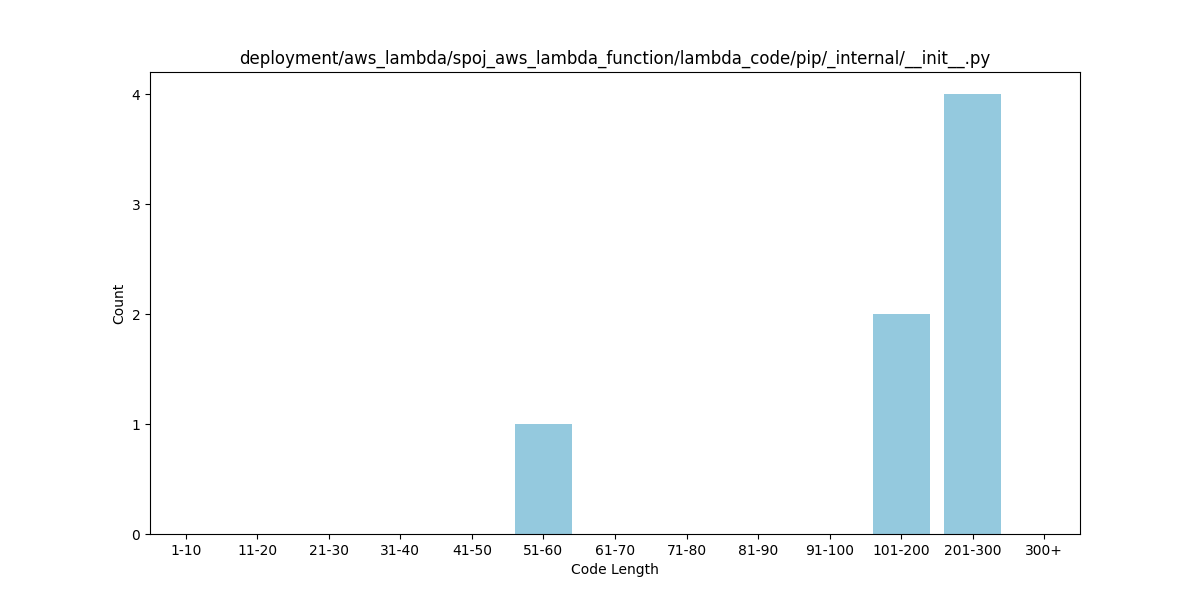 deployment/aws_lambda/spoj_aws_lambda_function/lambda_code/pip/_internal/__init__.py
4
3
2
1
0
Count
1-10 11-20 21-30 31-40 41-50 51-60 61-70 71-80 81-90 91-100 101-200 201-300 300+
Code Length